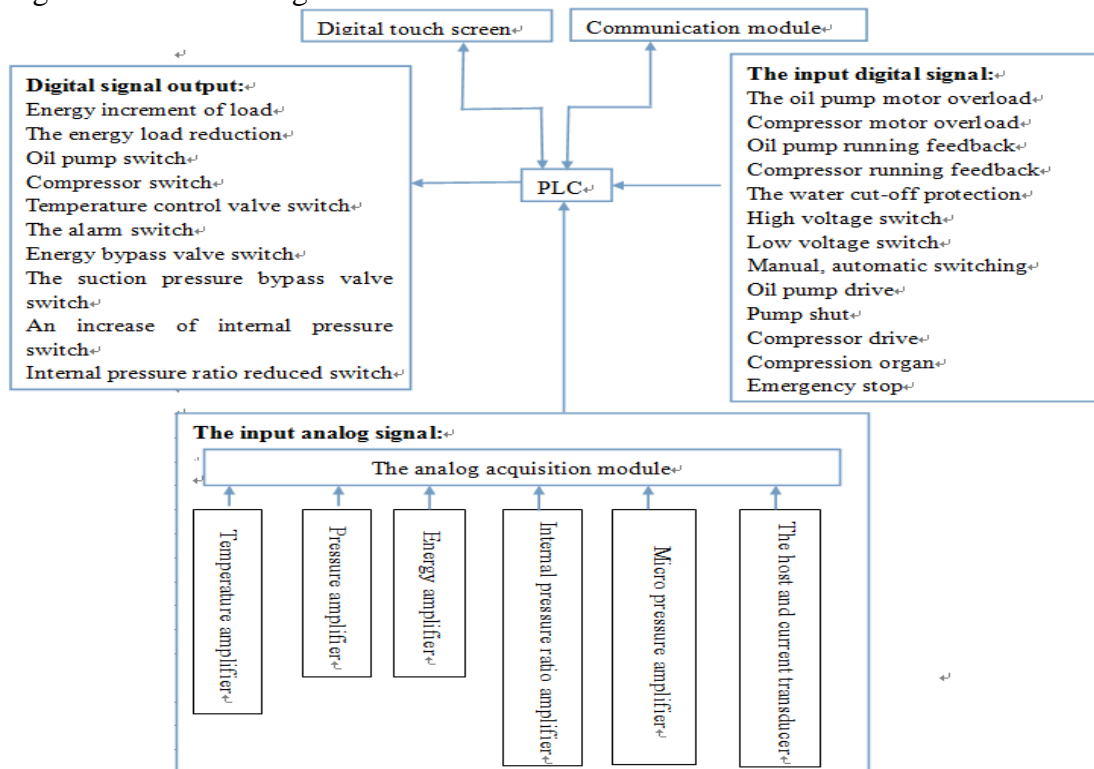 Digital touch screen↵
Communication module↵
Digital signal output:↵
Energy increment of load↵
The energy load reduction↵
Oil pump switch↵
Compressor switch↵
Temperature control valve switch↵
The alarm switch↵
Energy bypass valve switch↵
The suction pressure bypass valve
switch↵
An increase of internal pressure
switch↵
Internal pressure ratio reduced switch↵
PLC↵
The input digital signal:↵
The oil pump motor overload↵
Compressor motor overload↵
Oil pump running feedback↵
Compressor running feedback↵
The water cut-off protection↵
High voltage switch↵
Low voltage switch↵
Manual, automatic switching↵
Oil pump drive↵
Pump shut↵
Compressor drive↵
Compression organ↵
Emergency stop↵
The input analog signal:↵
The analog acquisition module↵
Temperature amplifier↵
Pressure amplifier↵
Energy amplifier↵
Internal pressure ratio amplifier↵
Micro pressure amplifier↵
The host and current transducer↵